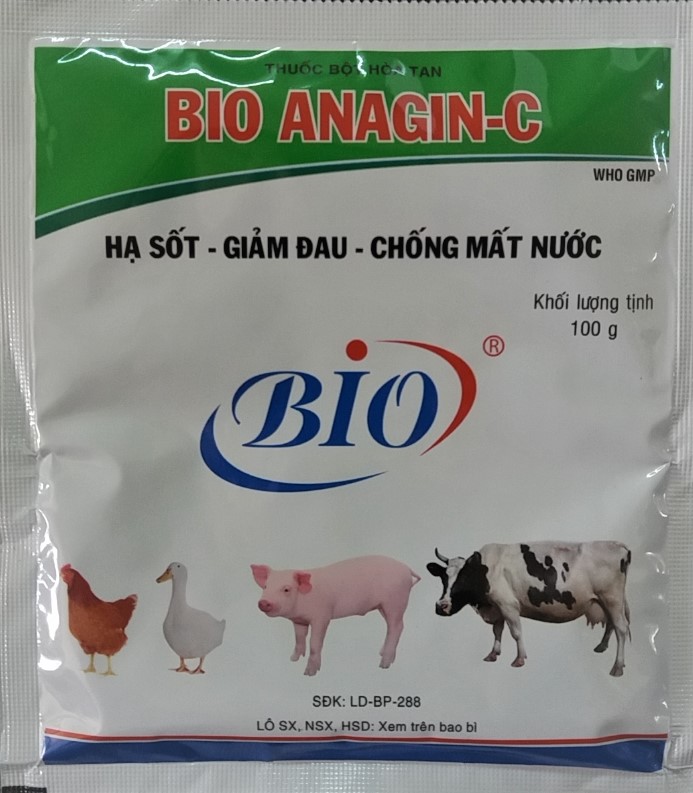 THUỐC BỘT HÒA TAN
BIO ANAGIN-C
WHO GMP
HẠ SỐT - GIẢM ĐAU - CHỐNG MẤT NƯỚC
Khối lượng tịnh
100 g
BIO®
SĐK: LD-BP-288
LÔ SX, NSX, HSD: Xem trên bao bì